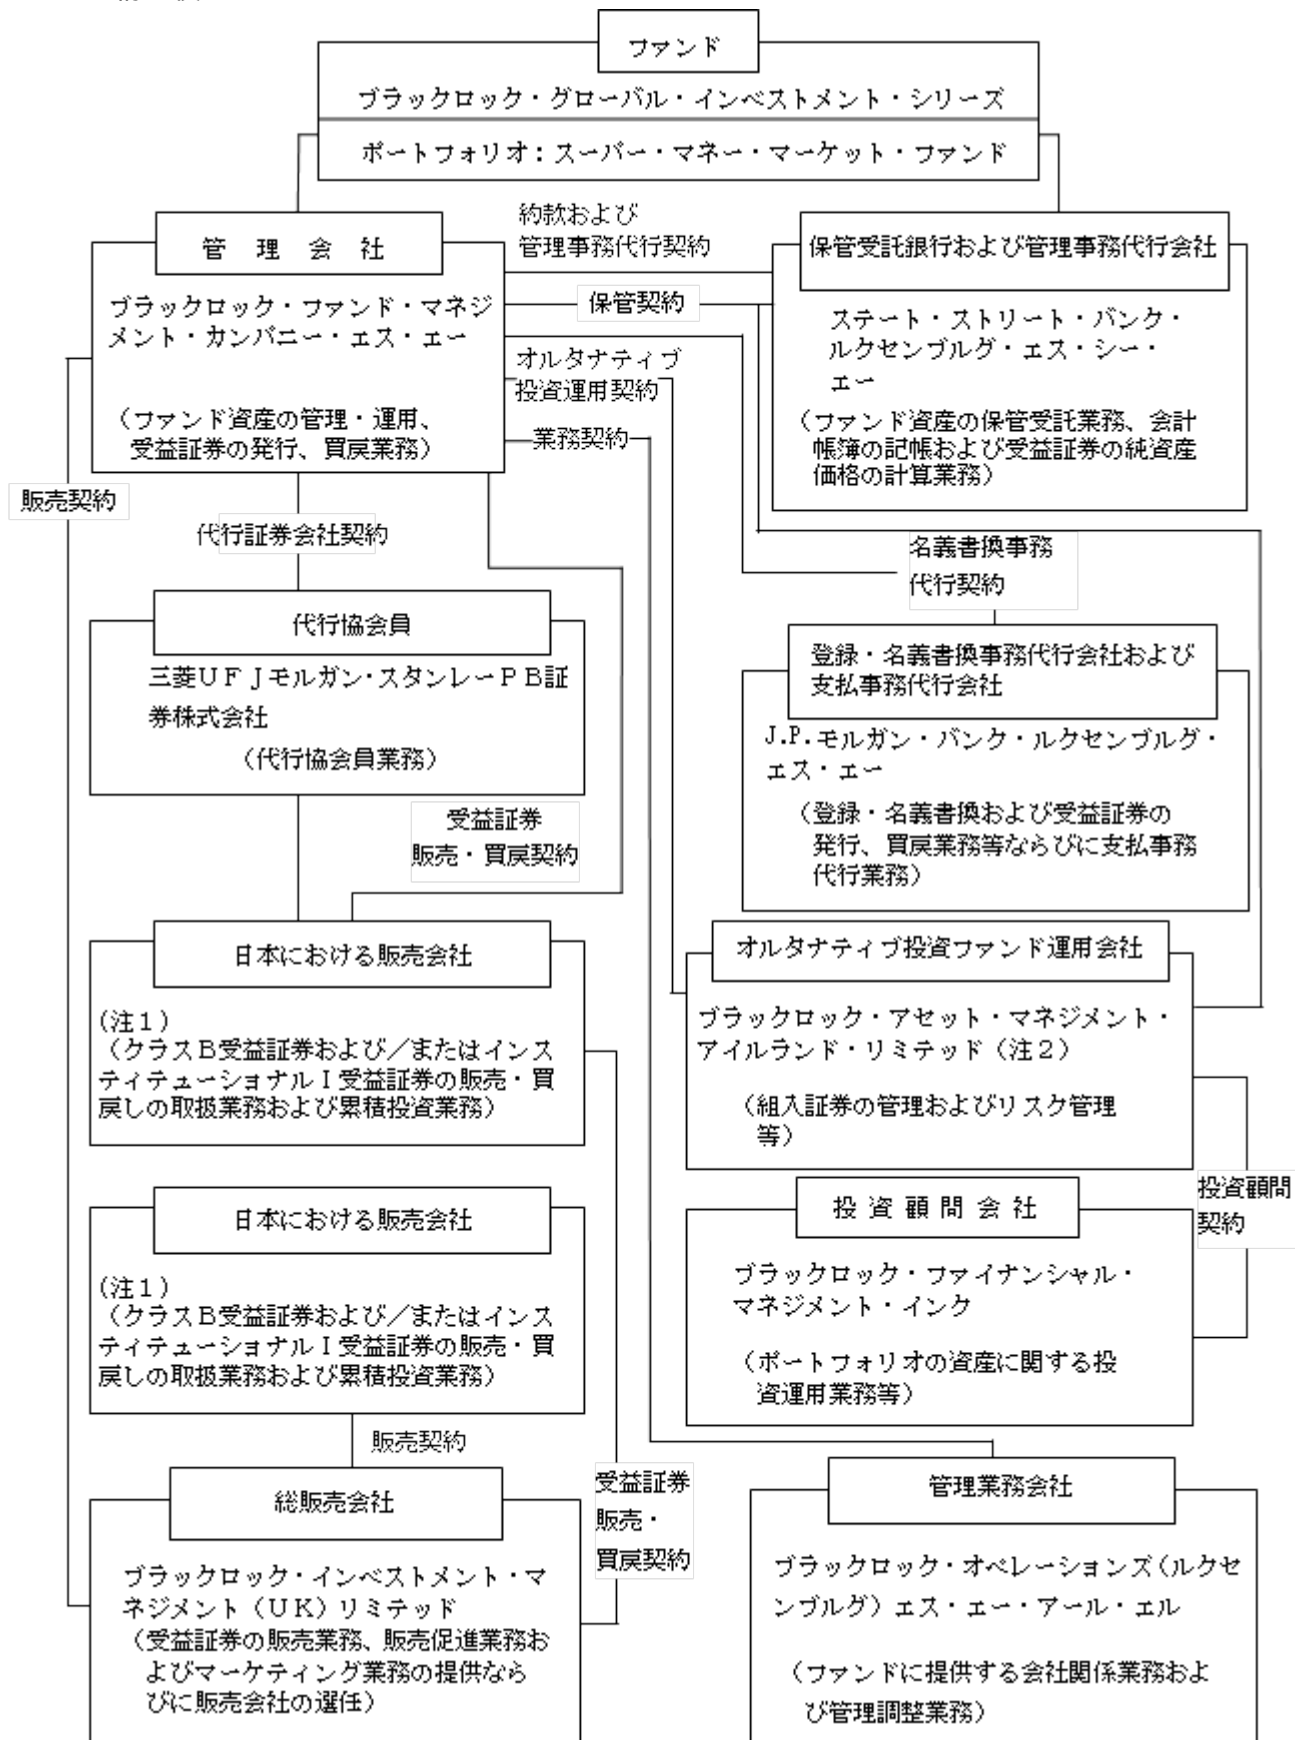 ファンド
ブラックロック・グローバル・インベストメント・シリーズ
ポートフォリオ：スーパー・マネー・マーケット・ファンド
約款および
管理事務代行契約
管　理　会　社
保管受託銀行および管理事務代行会社
保管契約
ブラックロック・ファンド・マネジ
メント・カンパニー・エス・エー
（ファンド資産の管理・運用、
受益証券の発行、買戻業務）
ステート・ストリート・バンク・
ルクセンブルグ・エス・シー・
エー
（ファンド資産の保管受託業務、会計
帳簿の記帳および受益証券の純資産
価格の計算業務）
オルタナティブ
投資運用契約
業務契約
販売契約
代行証券会社契約
名義書換事務
代行契約
代行協会員
三菱ＵＦＪモルガン・スタンレーＰＢ証
券株式会社
（代行協会員業務）
登録・名義書換事務代行会社および
支払事務代行会社
J.P.モルガン・バンク・ルクセンブルグ・
エス・エー
（登録・名義書換および受益証券の
発行、買戻業務等ならびに支払事務
代行業務）
受益証券
販売・買戻契約
日本における販売会社
（注１）
（クラスＢ受益証券および／またはインス
ティテューショナルＩ受益証券の販売・買
戻しの取扱業務および累積投資業務）
オルタナティブ投資ファンド運用会社
ブラックロック・アセット・マネジメント・
アイルランド・リミテッド（注２）
（組入証券の管理およびリスク管理
等）
投資顧問
契約
日本における販売会社
（注１）
（クラスＢ受益証券および／またはインス
ティテューショナルＩ受益証券の販売・買
戻しの取扱業務および累積投資業務）
投 資 顧 問 会 社
ブラックロック・ファイナンシャル・
マネジメント・インク
（ポートフォリオの資産に関する投
資運用業務等）
販売契約
受益証券
販売・
買戻契約
総販売会社
ブラックロック・インベストメント・マ
ネジメント（ＵＫ）リミテッド
（受益証券の販売業務、販売促進業務お
よびマーケティング業務の提供なら
びに販売会社の選任）
管理業務会社
ブラックロック・オペレーションズ（ルクセ
ンブルグ）エス・エー・アール・エル
（ファンドに提供する会社関係業務およ
び管理調整業務）